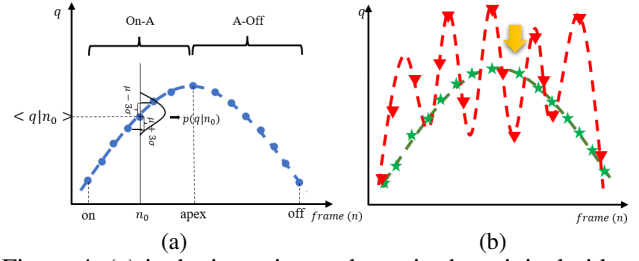 q
On-A A-Off
μ − 3σ
μ + 3σ
< q|n₀ >
p(q|n₀)
on n₀ apex off frame (n)
(a)
q
frame (n)
(b)